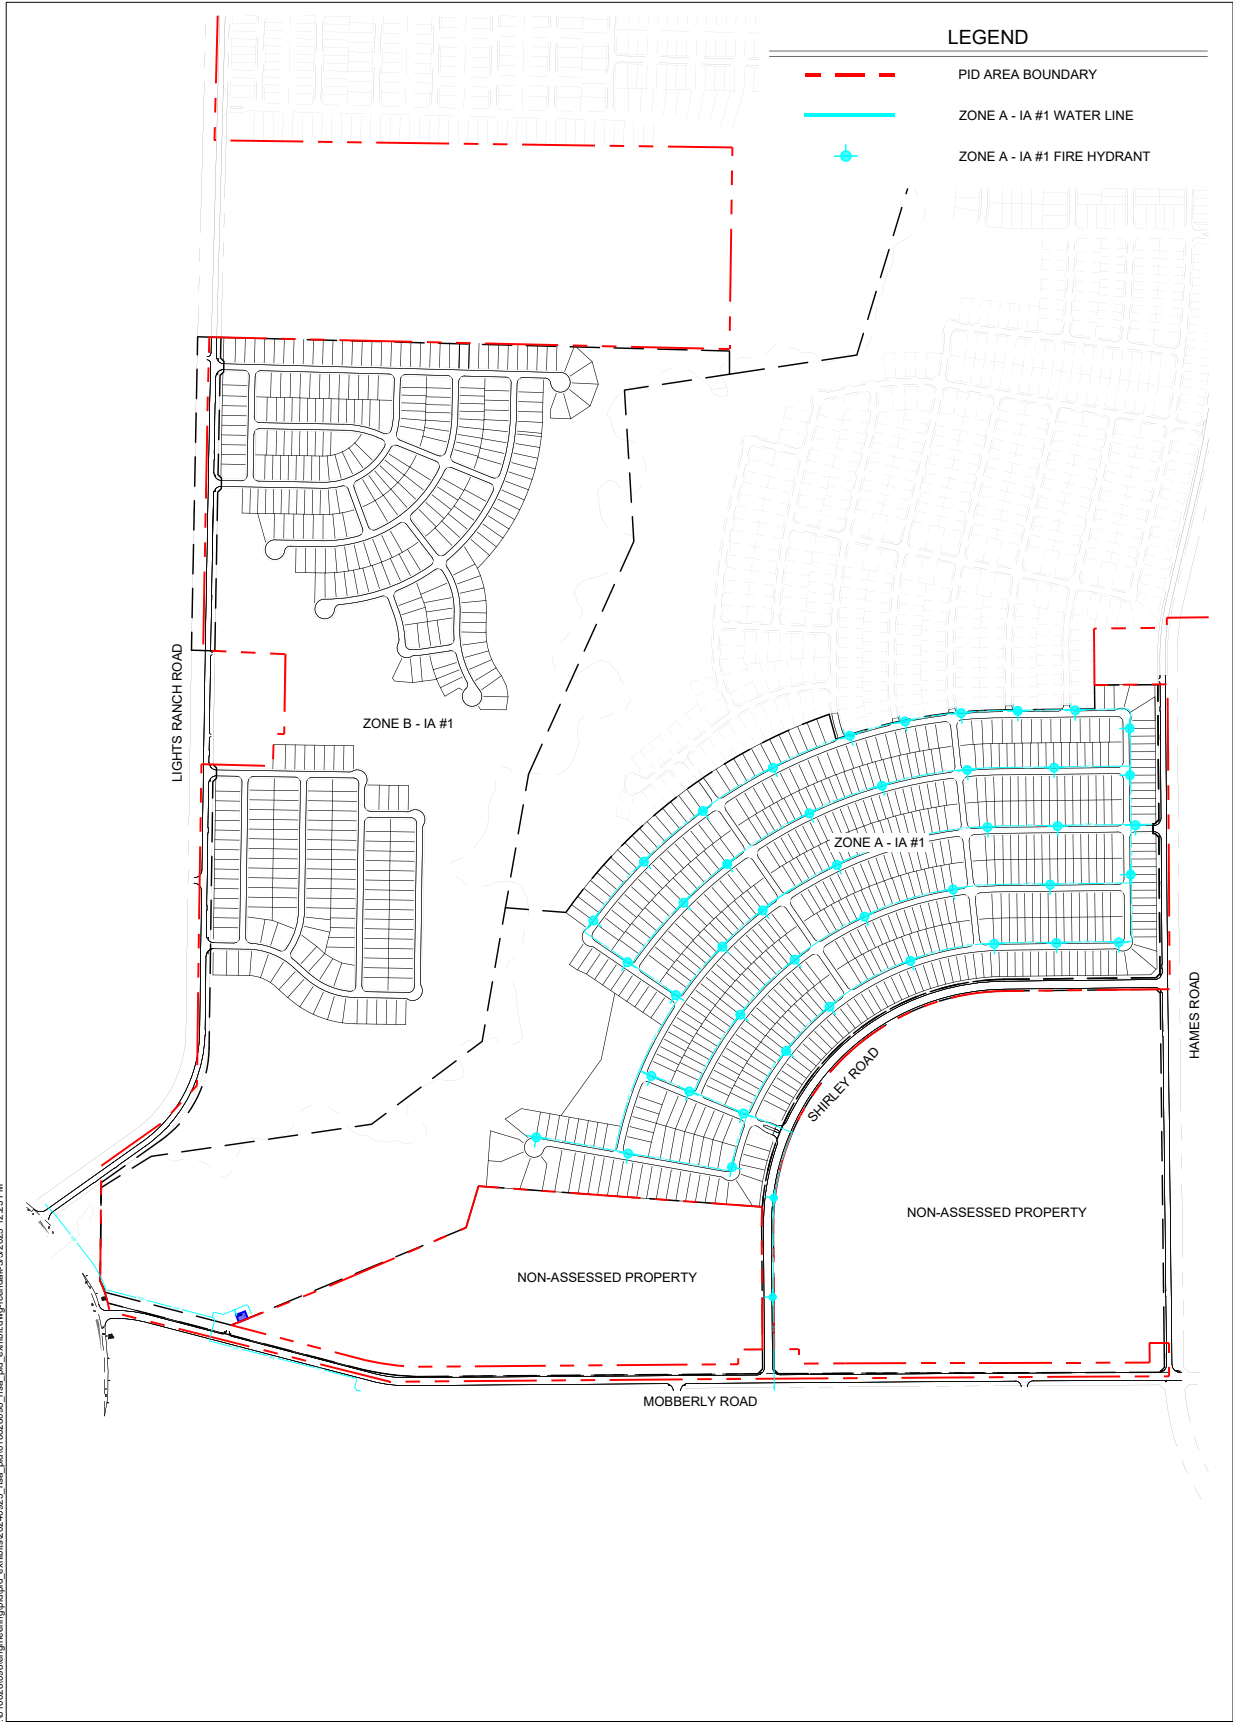 LEGEND
PID AREA BOUNDARY
ZONE A - IA #1 WATER LINE
ZONE A - IA #1 FIRE HYDRANT
LIGHTS RANCH ROAD
ZONE B - IA #1
ZONE A - IA #1
HAMES ROAD
SHIRLEY ROAD
NON-ASSESSED PROPERTY
NON-ASSESSED PROPERTY
MOBBERLY ROAD